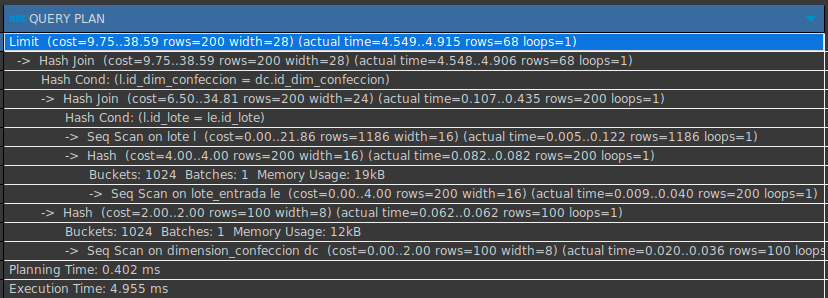 ABC QUERY PLAN
Limit (cost=9.75..38.59 rows=200 width=28) (actual time=4.549..4.915 rows=68 loops=1)
-> Hash Join (cost=9.75..38.59 rows=200 width=28) (actual time=4.548..4.906 rows=68 loops=1)
Hash Cond: (l.id_dim_confeccion = dc.id_dim_confeccion)
-> Hash Join (cost=6.50..34.81 rows=200 width=24) (actual time=0.107..0.435 rows=200 loops=1)
Hash Cond: (l.id_lote = le.id_lote)
-> Seq Scan on lote l (cost=0.00..21.86 rows=1186 width=16) (actual time=0.005..0.122 rows=1186 loops=1)
-> Hash (cost=4.00..4.00 rows=200 width=16) (actual time=0.082..0.082 rows=200 loops=1)
Buckets: 1024 Batches: 1 Memory Usage: 19kB
-> Seq Scan on lote_entrada le (cost=0.00..4.00 rows=200 width=16) (actual time=0.009..0.040 rows=200 loops=1)
-> Hash (cost=2.00..2.00 rows=100 width=8) (actual time=0.062..0.062 rows=100 loops=1)
Buckets: 1024 Batches: 1 Memory Usage: 12kB
-> Seq Scan on dimension_confeccion dc (cost=0.00..2.00 rows=100 width=8) (actual time=0.020..0.036 rows=100 loops
Planning Time: 0.402 ms
Execution Time: 4.955 ms